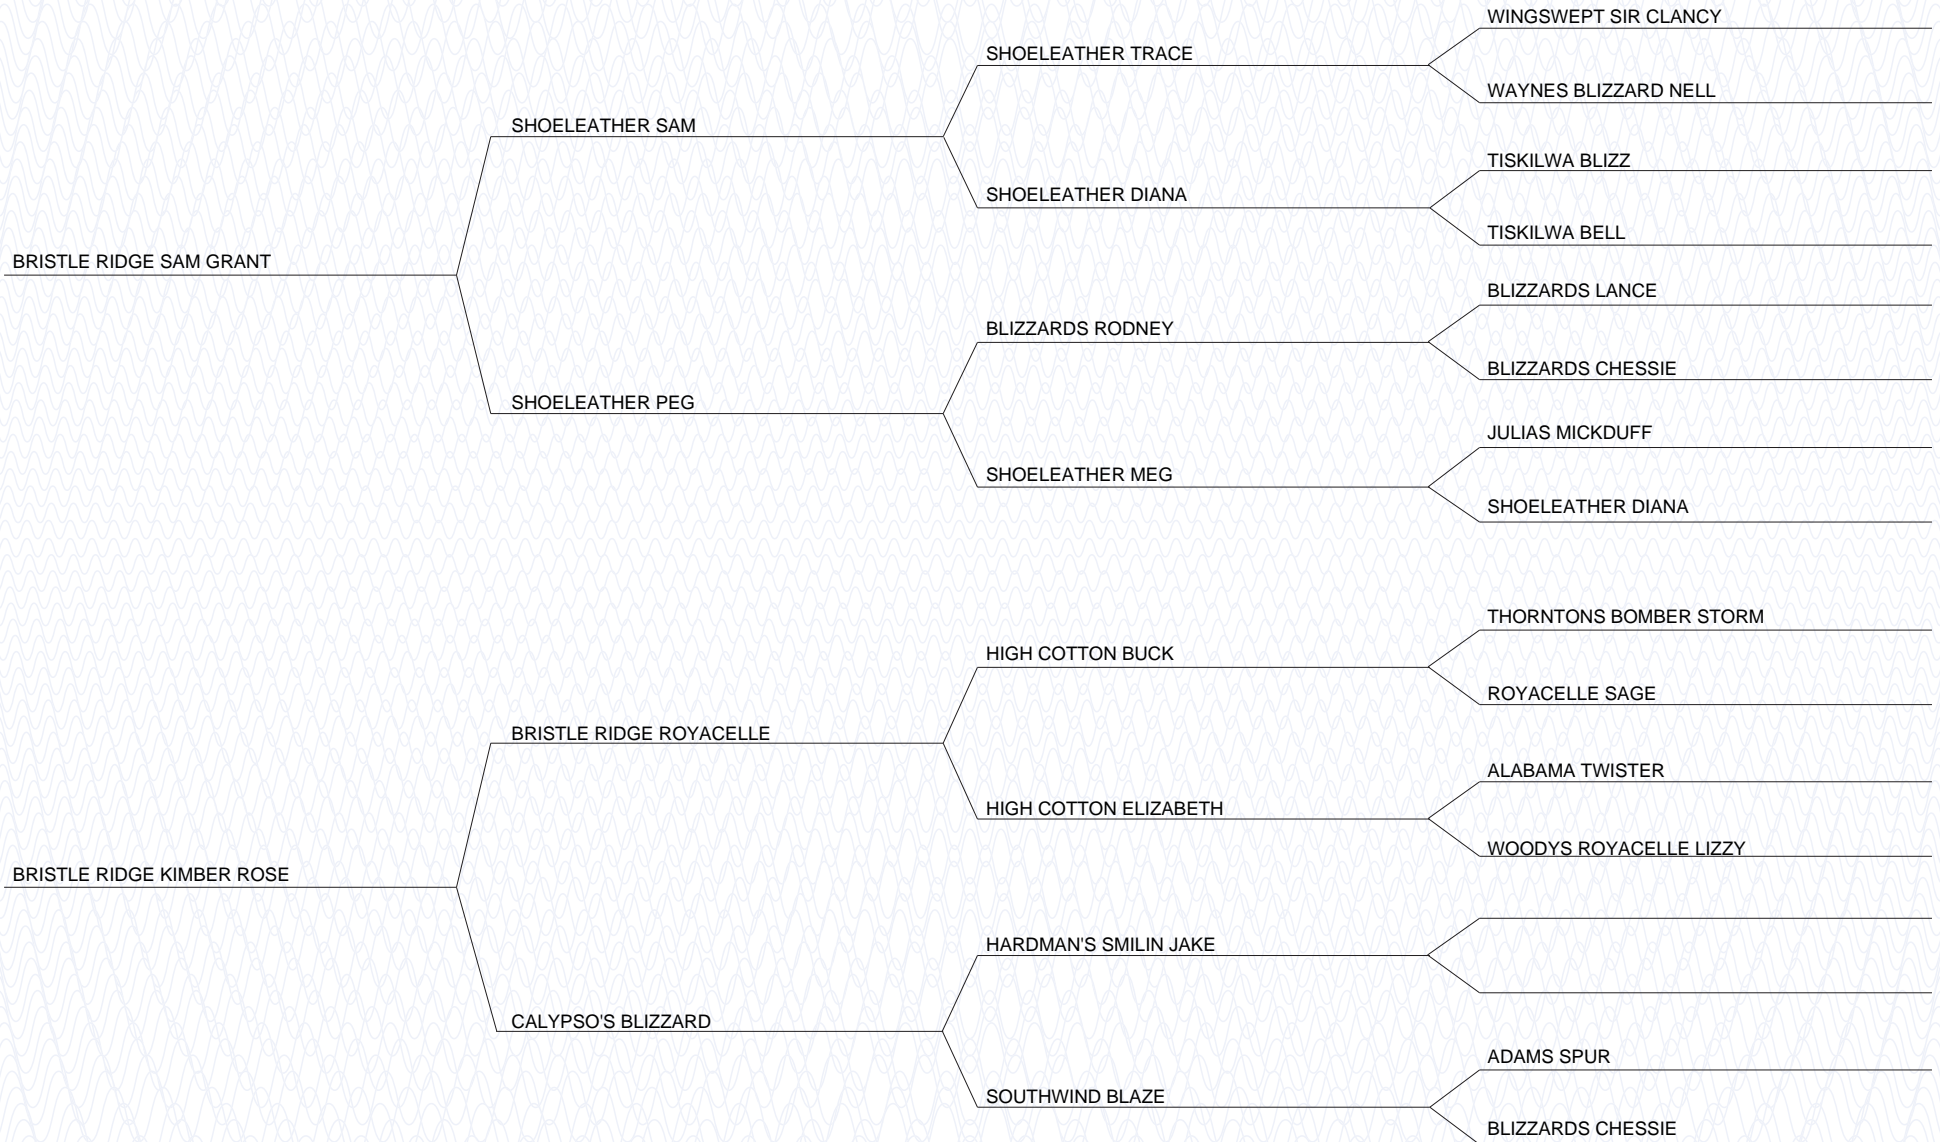 WINGSWEPT SIR CLANCY
SHOELEATHER TRACE
WAYNES BLIZZARD NELL
SHOELEATHER SAM
TISKILWA BLIZZ
SHOELEATHER DIANA
TISKILWA BELL
BRISTLE RIDGE SAM GRANT
BLIZZARDS LANCE
BLIZZARDS RODNEY
BLIZZARDS CHESSIE
SHOELEATHER PEG
JULIAS MICKDUFF
SHOELEATHER MEG
SHOELEATHER DIANA
THORNTONS BOMBER STORM
HIGH COTTON BUCK
ROYACELLE SAGE
BRISTLE RIDGE ROYACELLE
ALABAMA TWISTER
HIGH COTTON ELIZABETH
WOODYS ROYACELLE LIZZY
BRISTLE RIDGE KIMBER ROSE
HARDMAN'S SMILIN JAKE
CALYPSO'S BLIZZARD
ADAMS SPUR
SOUTHWIND BLAZE
BLIZZARDS CHESSIE